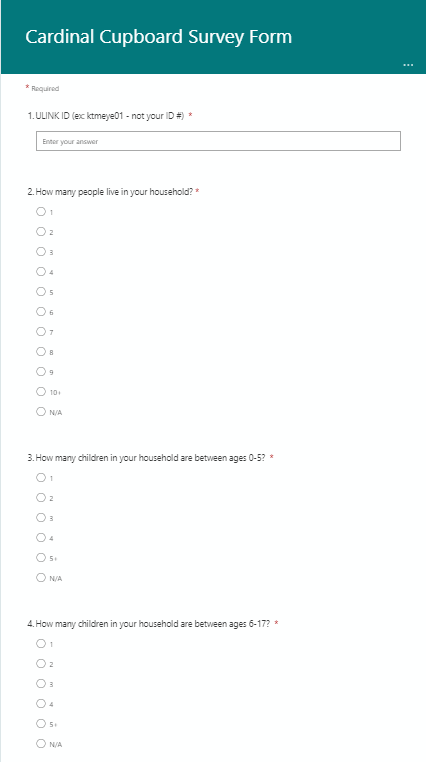 Cardinal Cupboard Survey Form
...
* Required
1. ULINK ID (ex: ktmeye01 - not your ID #) *
Enter your answer
2. How many people live in your household? *
1
2
3
4
5
6
7
8
9
10+
N/A
3. How many children in your household are between ages 0-5? *
1
2
3
4
5+
N/A
4. How many children in your household are between ages 6-17? *
1
2
3
4
5+
N/A